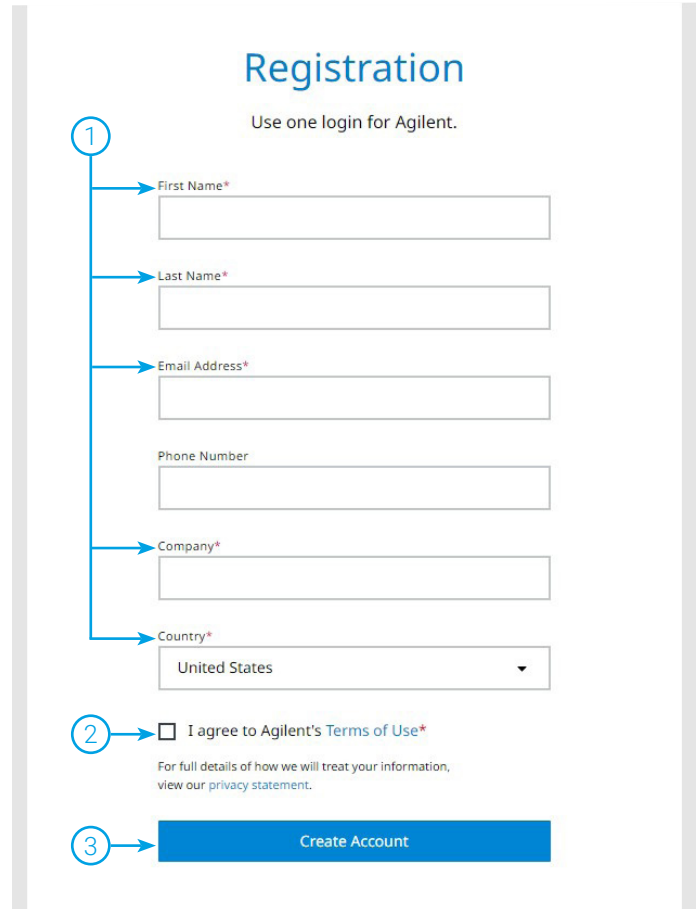 Registration
Use one login for Agilent.
1
First Name*
Last Name*
Email Address*
Phone Number
Company*
Country*
United States
2
I agree to Agilent's Terms of Use*
For full details of how we will treat your information,
view our privacy statement.
3
Create Account